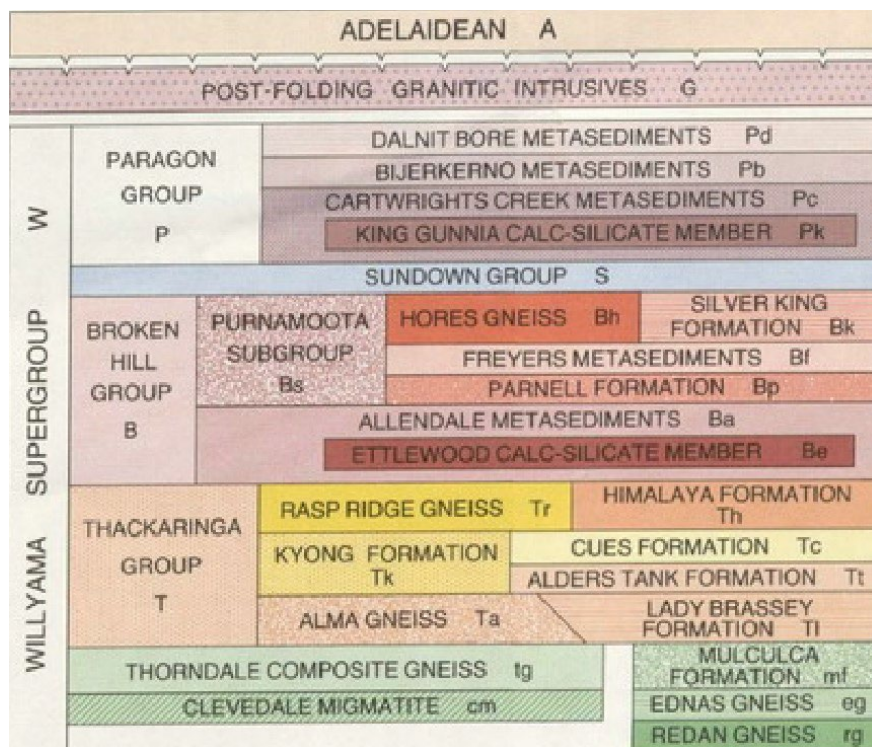 ADELAIDEAN A
POST-FOLDING GRANITIC INTRUSIVES G
WILLYAMA SUPERGROUP W
PARAGON
GROUP
P
DALNIT BORE METASEDIMENTS Pd
BIJERKERNO METASEDIMENTS Pb
CARTWRIGHTS CREEK METASEDIMENTS Pc
KING GUNNIA CALC-SILICATE MEMBER Pk
SUNDOWN GROUP S
BROKEN
HILL
GROUP
B
PURNAMOOTA
SUBGROUP
Bs
HORES GNEISS Bh
SILVER KING
FORMATION Bk
FREYERS METASEDIMENTS Bf
PARNELL FORMATION Bp
ALLENDALE METASEDIMENTS Ba
ETTLEWOOD CALC-SILICATE MEMBER Be
THACKARINGA
GROUP
T
RASP RIDGE GNEISS Tr
HIMALAYA FORMATION
Th
KYONG FORMATION
Tk
CUES FORMATION Tc
ALDERS TANK FORMATION Tt
ALMA GNEISS Ta
LADY BRASSEY
FORMATION Tl
THORNDALE COMPOSITE GNEISS tg
CLEVEDALE MIGMATITE cm
MULCULCA
FORMATION mf
EDNAS GNEISS eg
REDAN GNEISS rg